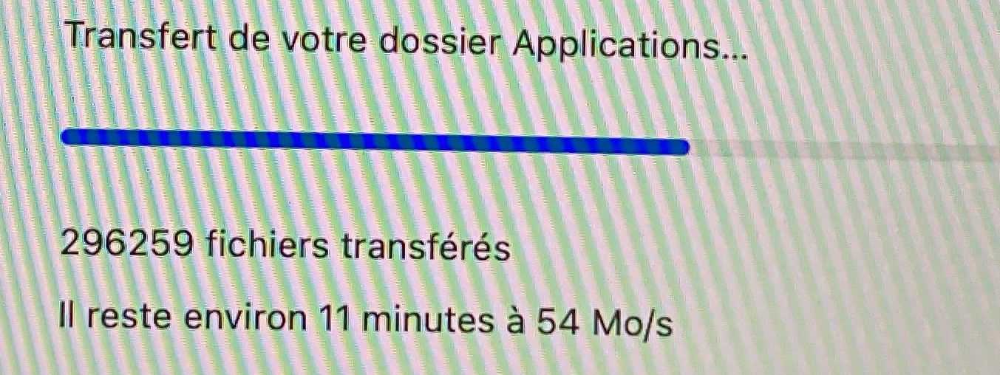 Transfert de votre dossier Applications...
296259 fichiers transférés
Il reste environ 11 minutes à 54 Mo/s